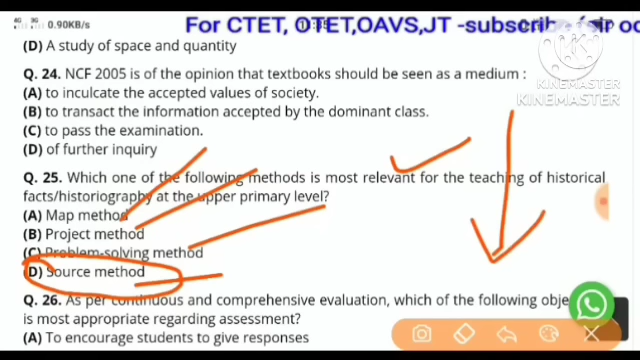 4G 3G 0.90KB/s
For CTET, OTET,OAVS,JT -subscribe
(D) A study of space and quantity
Q. 24. NCF 2005 is of the opinion that textbooks should be seen as a medium :
(A) to inculcate the accepted values of society.
(B) to transact the information accepted by the dominant class.
(C) to pass the examination.
(D) of further inquiry
Q. 25. Which one of the following methods is most relevant for the teaching of historical
facts/historiography at the upper primary level?
(A) Map method
(B) Project method
(C) Problem-solving method
(D) Source method
Q. 26. As per continuous and comprehensive evaluation, which of the following
is most appropriate regarding assessment?
(A) To encourage students to give responses
KINEMASTER
KINEMASTER